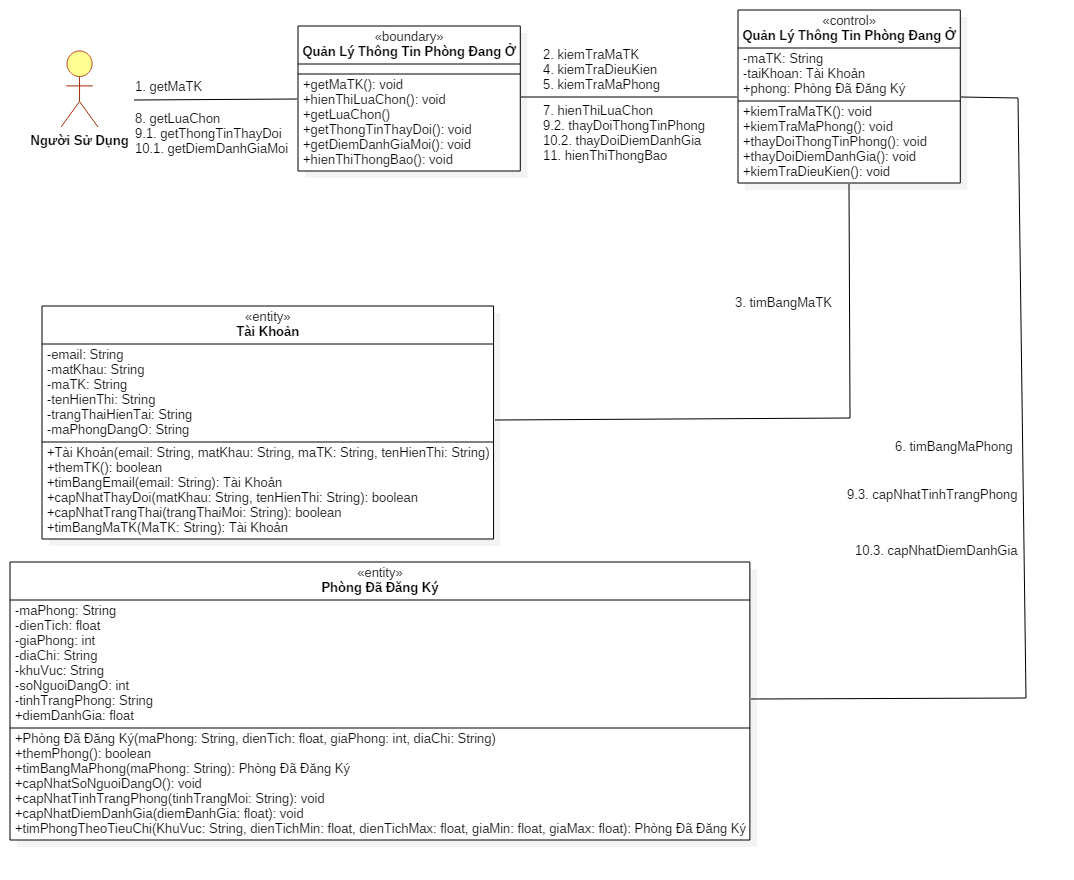 «boundary»
Quản Lý Thông Tin Phòng Đang Ở
+getMaTK(): void
+hienThiLuaChon(): void
+getLuaChon()
+getThongTinThayDoi(): void
+getDiemDanhGiaMoi(): void
+hienThiThongBao(): void
«control»
Quản Lý Thông Tin Phòng Đang Ở
-maTK: String
-taiKhoan: Tài Khoản
+phong: Phòng Đã Đăng Ký
+kiemTraMaTK(): void
+kiemTraMaPhong(): void
+thayDoiThongTinPhong(): void
+thayDoiDiemDanhGia(): void
+kiemTraDieuKien(): void
Người Sử Dụng
1. getMaTK
8. getLuaChon
9.1. getThongTinThayDoi
10.1. getDiemDanhGiaMoi
2. kiemTraMaTK
4. kiemTraDieuKien
5. kiemTraMaPhong
7. hienThiLuaChon
9.2. thayDoiThongTinPhong
10.2. thayDoiDiemDanhGia
11. hienThiThongBao
3. timBangMaTK
«entity»
Tài Khoản
-email: String
-matKhau: String
-maTK: String
-tenHienThi: String
-trangThaiHienTai: String
-maPhongDangO: String
+Tài Khoản(email: String, matKhau: String, maTK: String, tenHienThi: String)
+themTK(): boolean
+timBangEmail(email: String): Tài Khoản
+capNhatThayDoi(matKhau: String, tenHienThi: String): boolean
+capNhatTrangThai(trangThaiMoi: String): boolean
+timBangMaTK(MaTK: String): Tài Khoản
6. timBangMaPhong
9.3. capNhatTinhTrangPhong
10.3. capNhatDiemDanhGia
«entity»
Phòng Đã Đăng Ký
-maPhong: String
-dienTich: float
-giaPhong: int
-diaChi: String
-khuVuc: String
-soNguoiDangO: int
-tinhTrangPhong: String
+diemDanhGia: float
+Phòng Đã Đăng Ký(maPhong: String, dienTich: float, giaPhong: int, diaChi: String)
+themPhong(): boolean
+timBangMaPhong(maPhong: String): Phòng Đã Đăng Ký
+capNhatSoNguoiDangO(): void
+capNhatTinhTrangPhong(tinhTrangMoi: String): void
+capNhatDiemDanhGia(diemĐanhGia: float): void
+timPhongTheoTieuChi(KhuVuc: String, dienTichMin: float, dienTichMax: float, giaMin: float, giaMax: float): Phòng Đã Đăng Ký